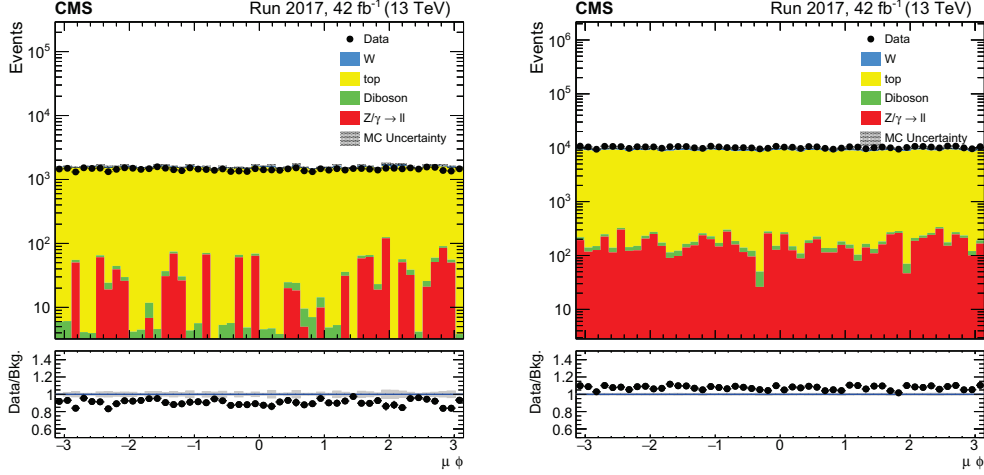 CMS Run 2017, 42 fb⁻¹ (13 TeV)
Events
10⁵
10⁴
10³
10²
10
Data
W
top
Diboson
Z/γ → ll
MC Uncertainty
Data/Bkg.
1.4
1.2
1
0.8
0.6
−3 −2 −1 0 1 2 3
μ ϕ
CMS Run 2017, 42 fb⁻¹ (13 TeV)
Events
10⁶
10⁵
10⁴
10³
10²
10
Data
W
top
Diboson
Z/γ → ll
MC Uncertainty
Data/Bkg.
1.4
1.2
1
0.8
0.6
−3 −2 −1 0 1 2 3
μ ϕ